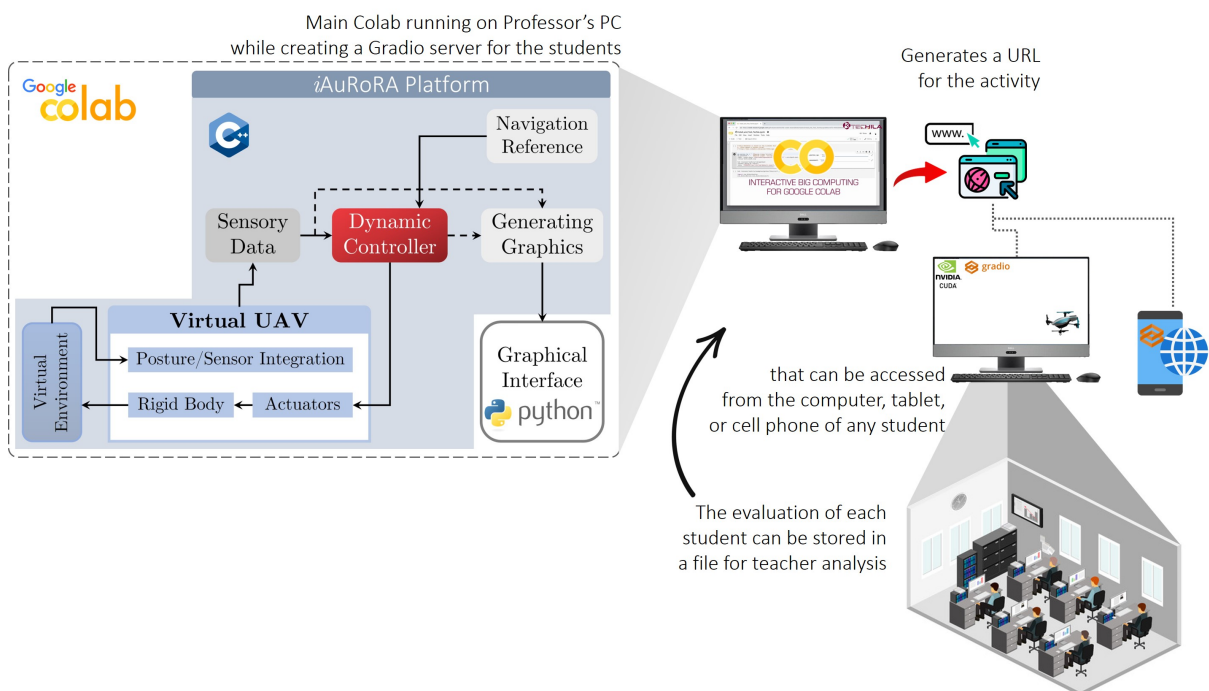 Main Colab running on Professor's PC
while creating a Gradio server for the students
Google
colab
iAuRoRA Platform
C++
Navigation
Reference
Sensory
Data
Dynamic
Controller
Generating
Graphics
Virtual UAV
Posture/Sensor Integration
Rigid Body
Actuators
Virtual
Environment
Graphical
Interface
python™
TECHILA
CO
INTERACTIVE BIG COMPUTING
FOR GOOGLE COLAB
Generates a URL
for the activity
www.
NVIDIA
CUDA
gradio
that can be accessed
from the computer, tablet,
or cell phone of any student
The evaluation of each
student can be stored in
a file for teacher analysis